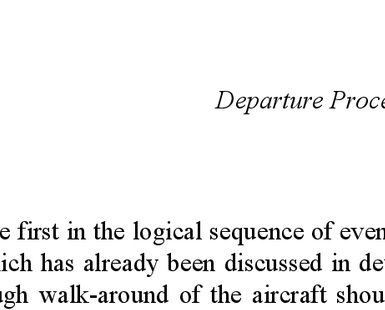 Departure Proce
e first in the logical sequence of even
ich has already been discussed in de
ugh walk-around of the aircraft shou